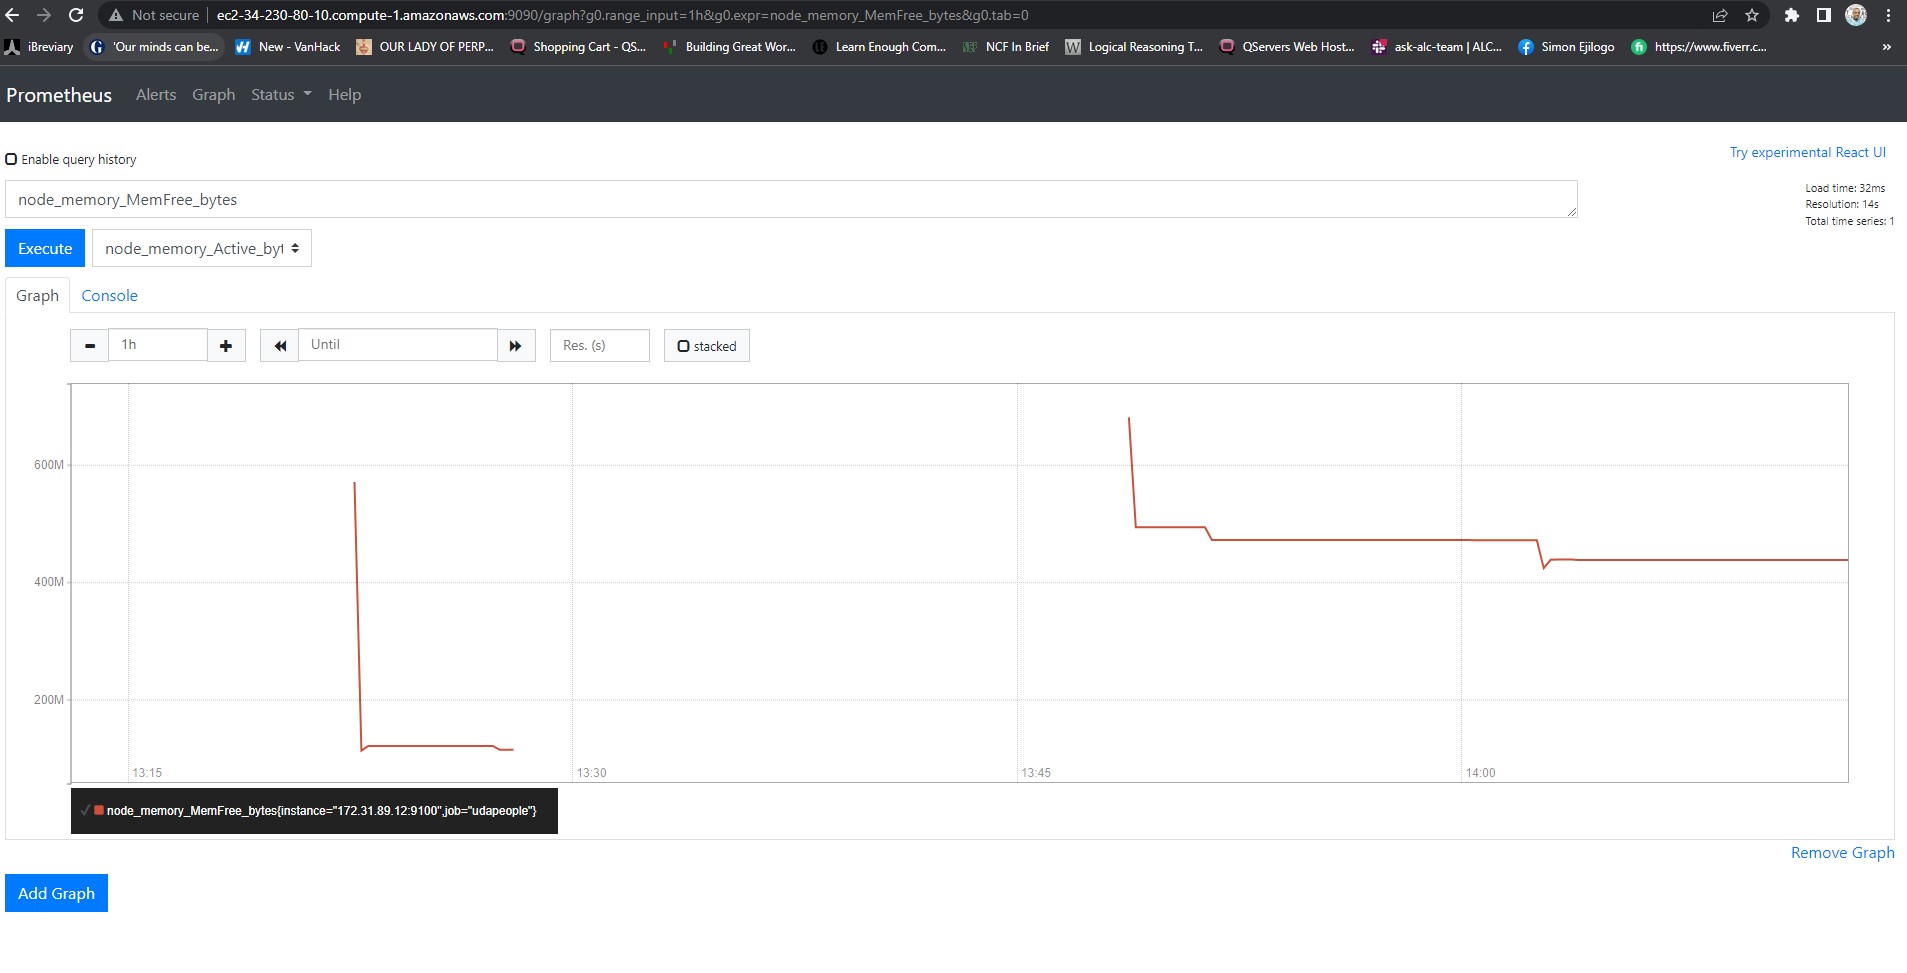 Not secure | ec2-34-230-80-10.compute-1.amazonaws.com:9090/graph?g0.range_input=1h&g0.expr=node_memory_MemFree_bytes&g0.tab=0
iBreviary 'Our minds can be... New - VanHack OUR LADY OF PERP... Shopping Cart - QS... Building Great Wor... Learn Enough Com... NCF In Brief Logical Reasoning T... QServers Web Host... ask-alc-team | ALC... Simon Ejilogo https://www.fiverr.c... »
Prometheus Alerts Graph Status Help
Enable query history
Try experimental React UI
node_memory_MemFree_bytes
Load time: 32ms
Resolution: 14s
Total time series: 1
Execute node_memory_Active_byt
Graph Console
1h Until Res. (s) stacked
600M
400M
200M
13:15 13:30 13:45 14:00
node_memory_MemFree_bytes{instance="172.31.89.12:9100",job="udapeople"}
Remove Graph
Add Graph